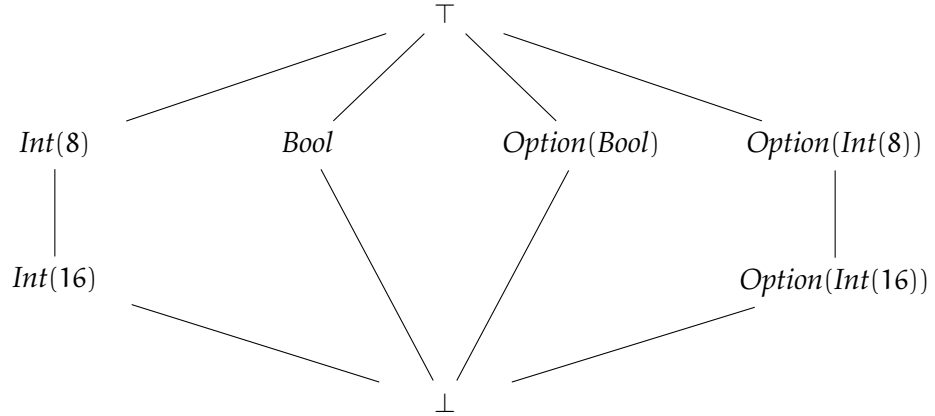 ⊤
Int(8) Bool Option(Bool) Option(Int(8))
Int(16) Option(Int(16))
⊥